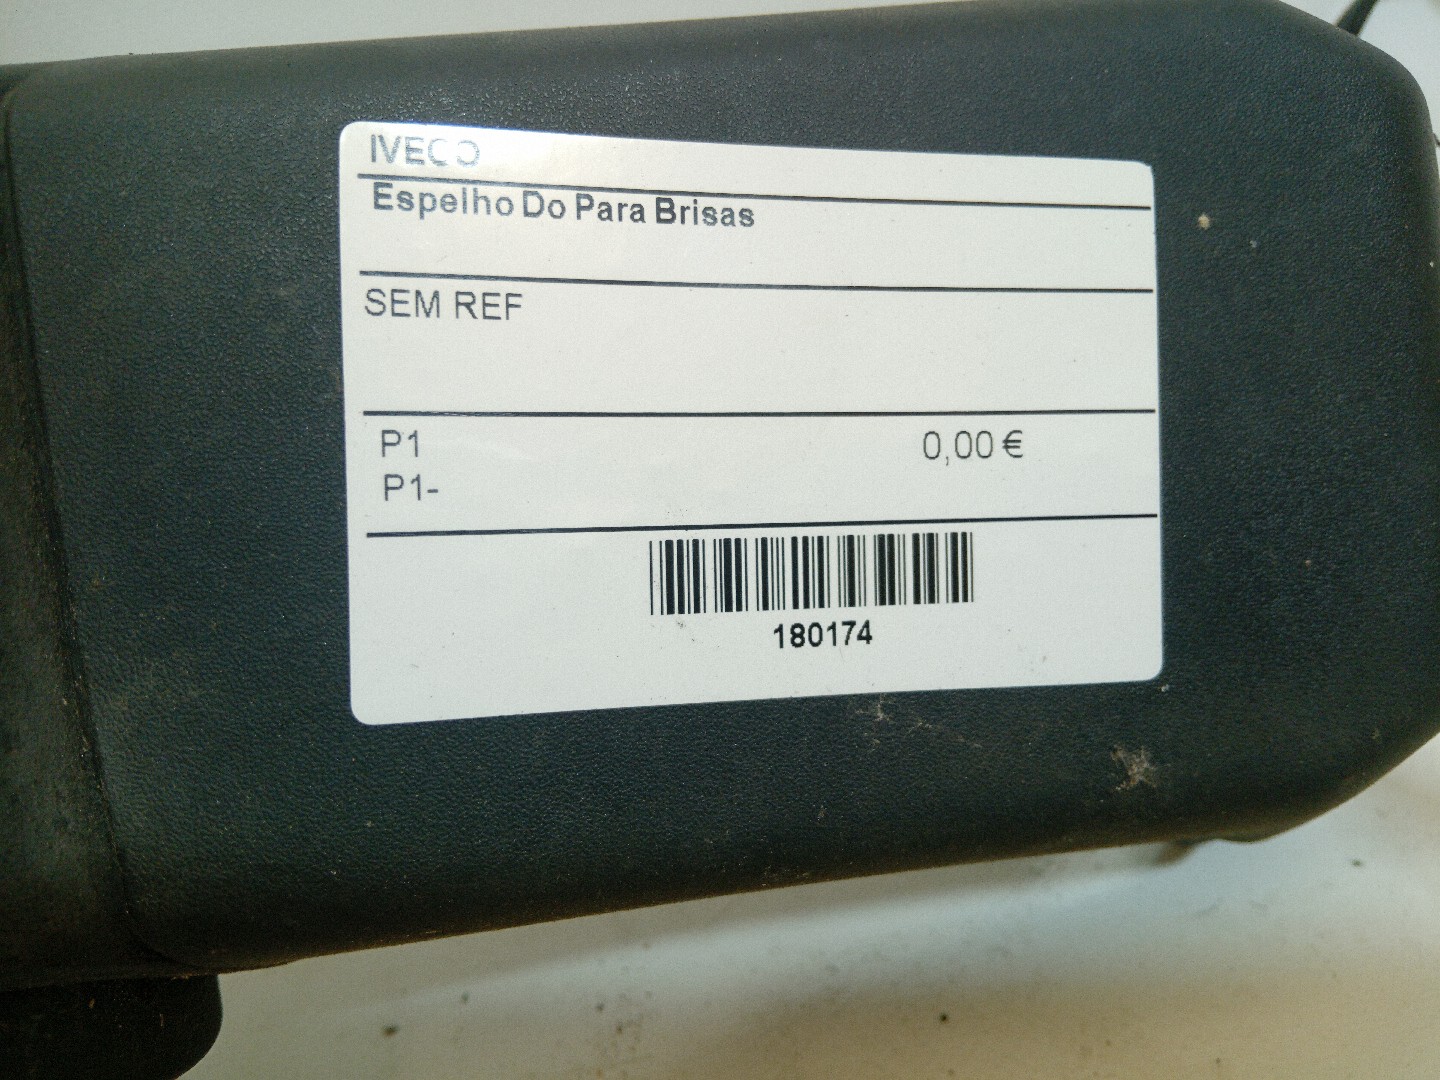 IVECO
Espelho Do Para Brisas
SEM REF
P1 0,00 €
P1-
180174